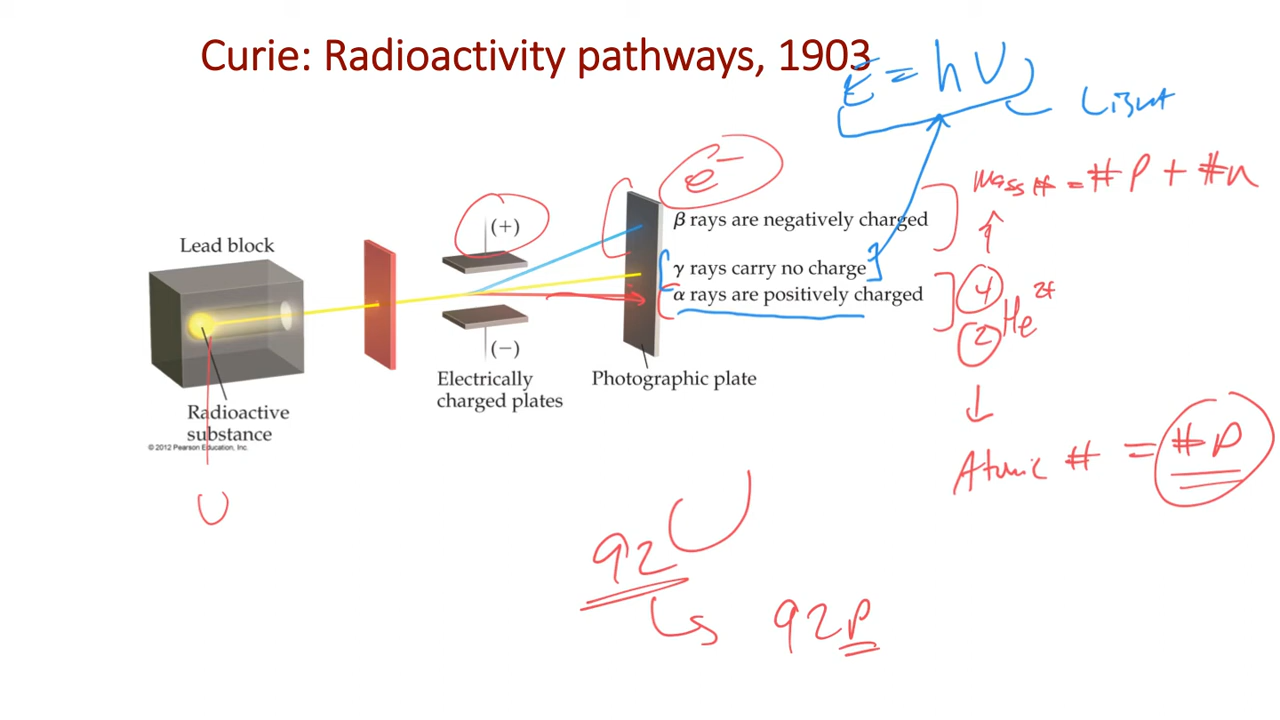 Curie: Radioactivity pathways, 1903
E = hν
Light
e⁻
Mass # = # P + # n
(+)
β rays are negatively charged
Lead block
γ rays carry no charge
α rays are positively charged
4
2
He 2+
(−)
Electrically
charged plates
Photographic plate
Radioactive
substance
© 2012 Pearson Education, Inc.
Atomic # = # P
U
92 U
92 P